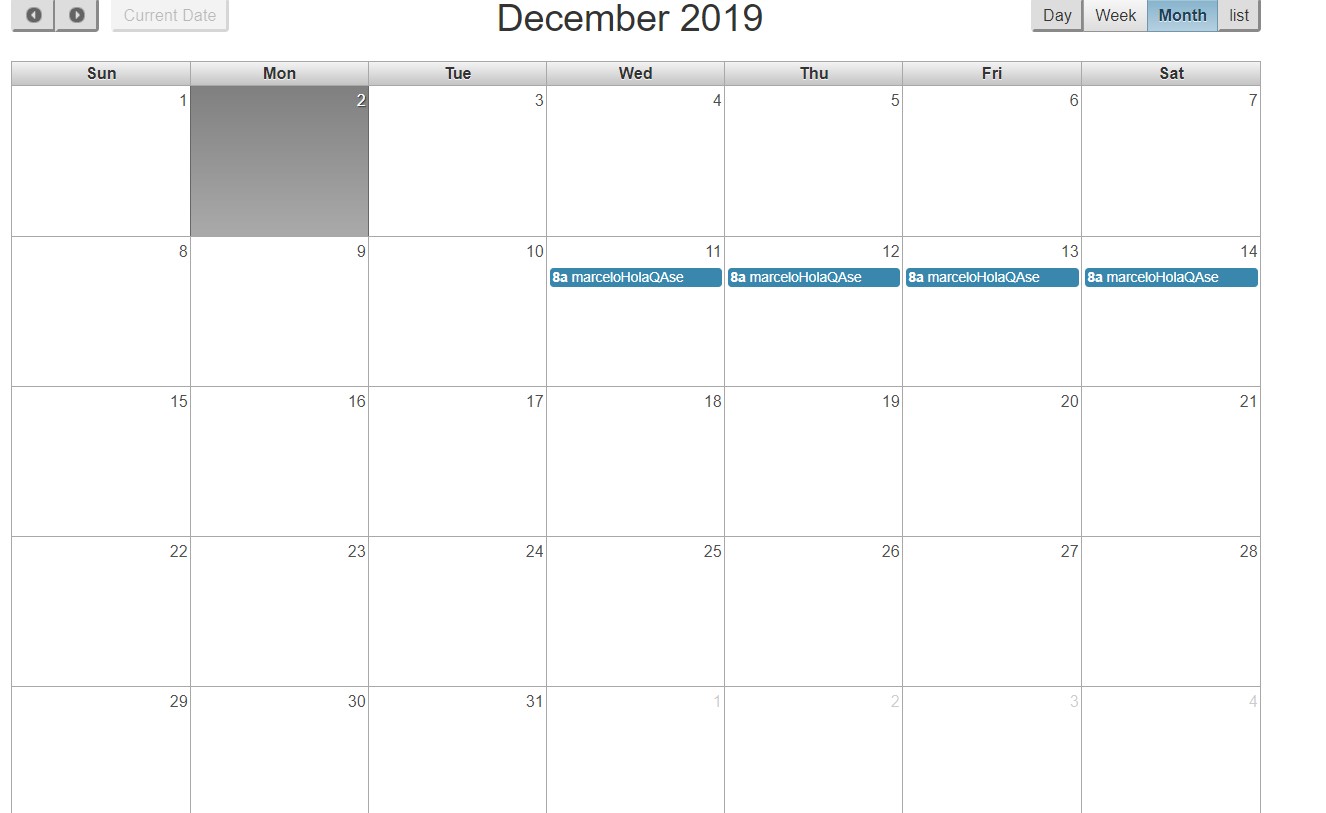 Current Date December 2019 Day Week Month list
Sun Mon Tue Wed Thu Fri Sat
1 2 3 4 5 6 7
8 9 10 11 12 13 14
8a marceloHolaQAse 8a marceloHolaQAse 8a marceloHolaQAse 8a marceloHolaQAse
15 16 17 18 19 20 21
22 23 24 25 26 27 28
29 30 31 1 2 3 4